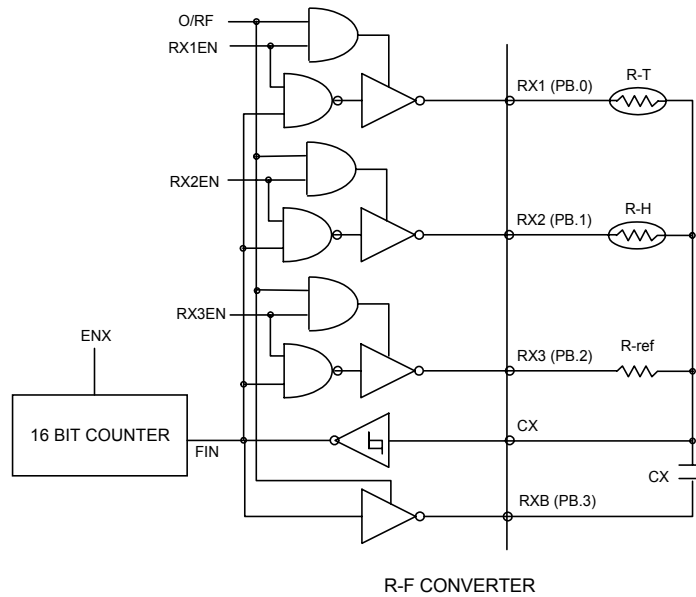 O/RF
RX1EN
RX1 (PB.0)
R-T
RX2EN
RX2 (PB.1)
R-H
RX3EN
RX3 (PB.2)
R-ref
ENX
16 BIT COUNTER
FIN
CX
CX
RXB (PB.3)
R-F CONVERTER